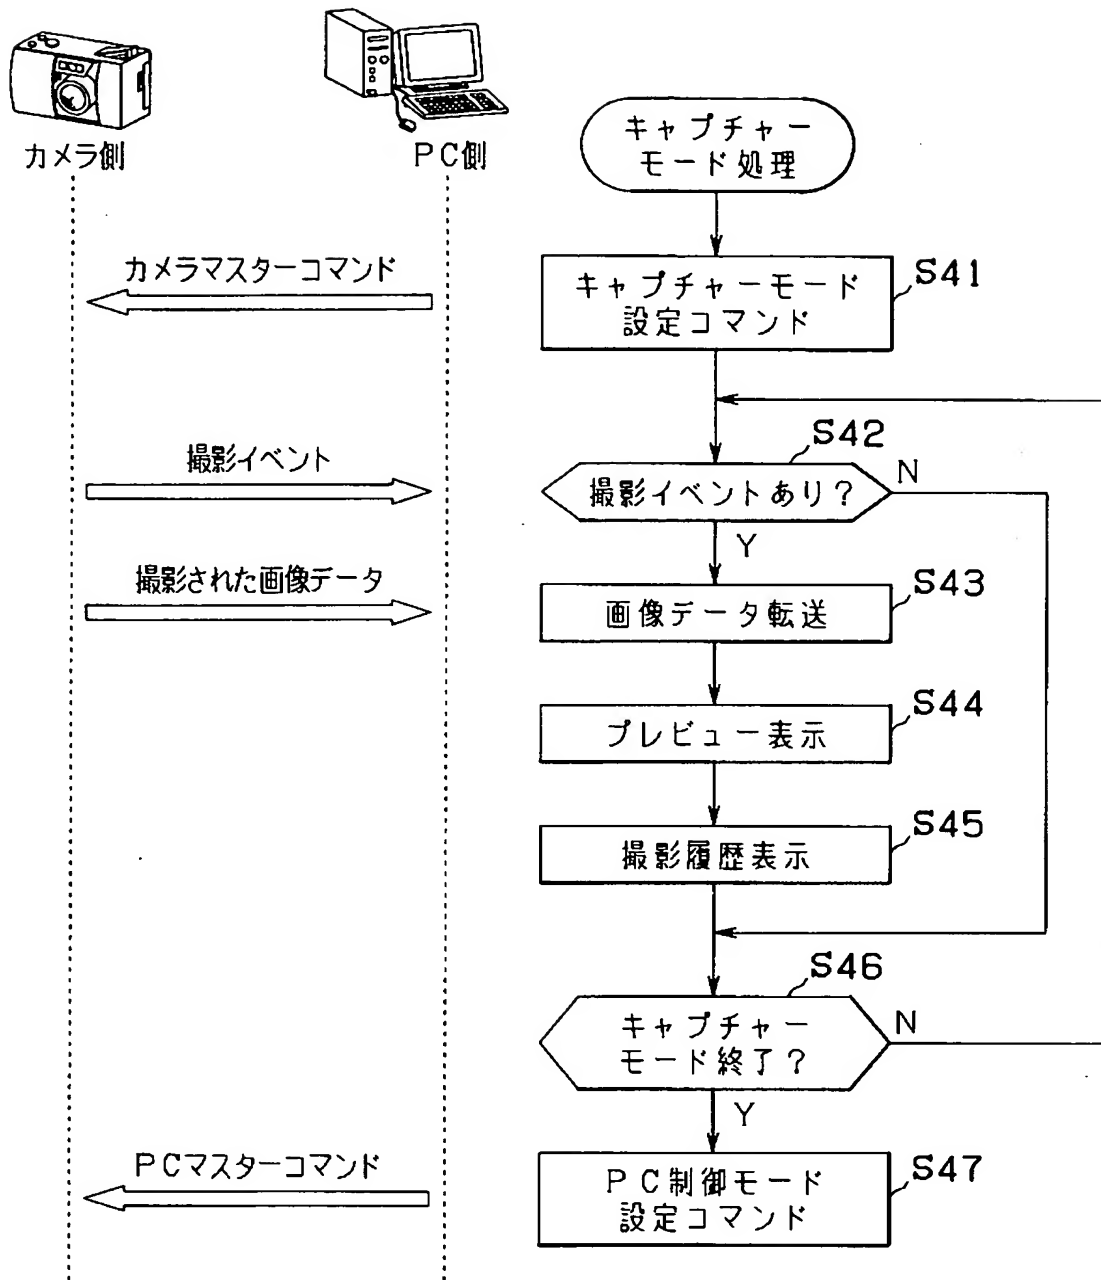 カメラ側
PC側
キャプチャー
モード処理
カメラマスターコマンド
キャプチャーモード
設定コマンド
S41
撮影イベント
撮影イベントあり?
S42
N
Y
撮影された画像データ
画像データ転送
S43
プレビュー表示
S44
撮影履歴表示
S45
キャプチャー
モード終了?
S46
N
Y
PCマスターコマンド
PC制御モード
設定コマンド
S47